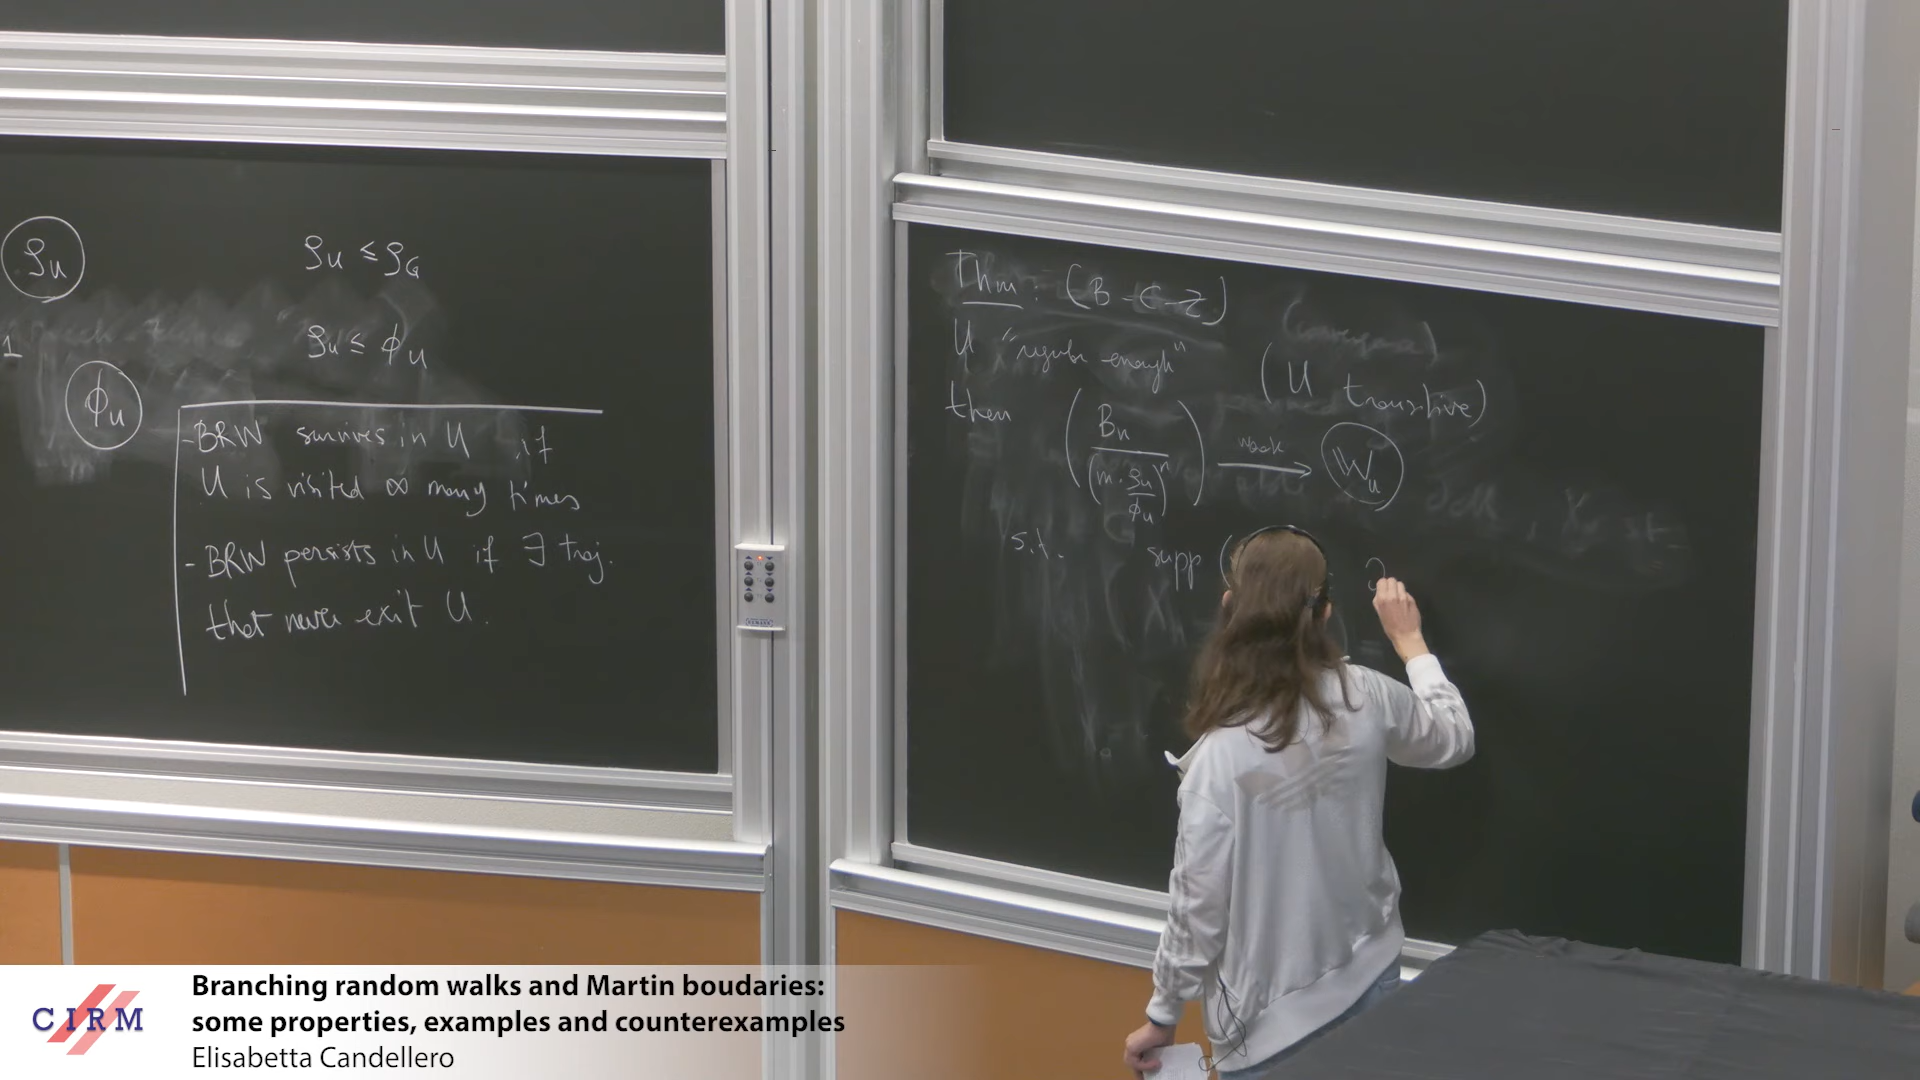 ρ_U
ρ_U ≤ ρ_G
1
ρ_U ≤ ϕ_U
ϕ_U
- BRW survives in U if
U is visited ∞ many times
- BRW persists in U if ∃ traj.
that never exit U.
Thm: (B-C-Z)
U "regular enough"
(U transitive)
then (B_n / (m · ρ_U/ϕ_U)^n) weak → W_U
s.t. supp ( ∂
CIRM
Branching random walks and Martin boudaries:
some properties, examples and counterexamples
Elisabetta Candellero